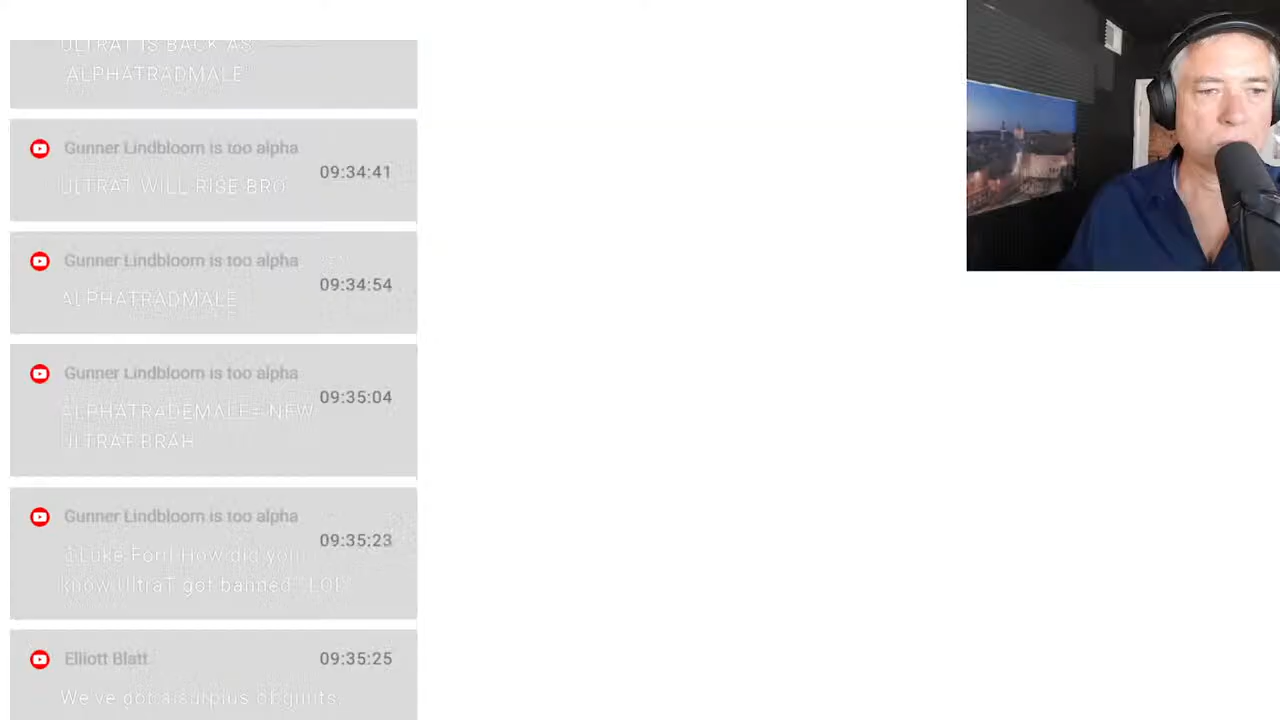 ULTRAT IS BACK AS
ALPHATRADMALE
Gunner Lindbloom is too alpha
09:34:41
ULTRAT WILL RISE BRO
Gunner Lindbloom is too alpha
09:34:54
ALPHATRADMALE
Gunner Lindbloom is too alpha
09:35:04
ALPHATRADEMALE= NEW
ULTRAT BRAH
Gunner Lindbloom is too alpha
09:35:23
Luke Ford How did you
know UltraT got banned LOL
Elliott Blatt
09:35:25
We've got a surplus of